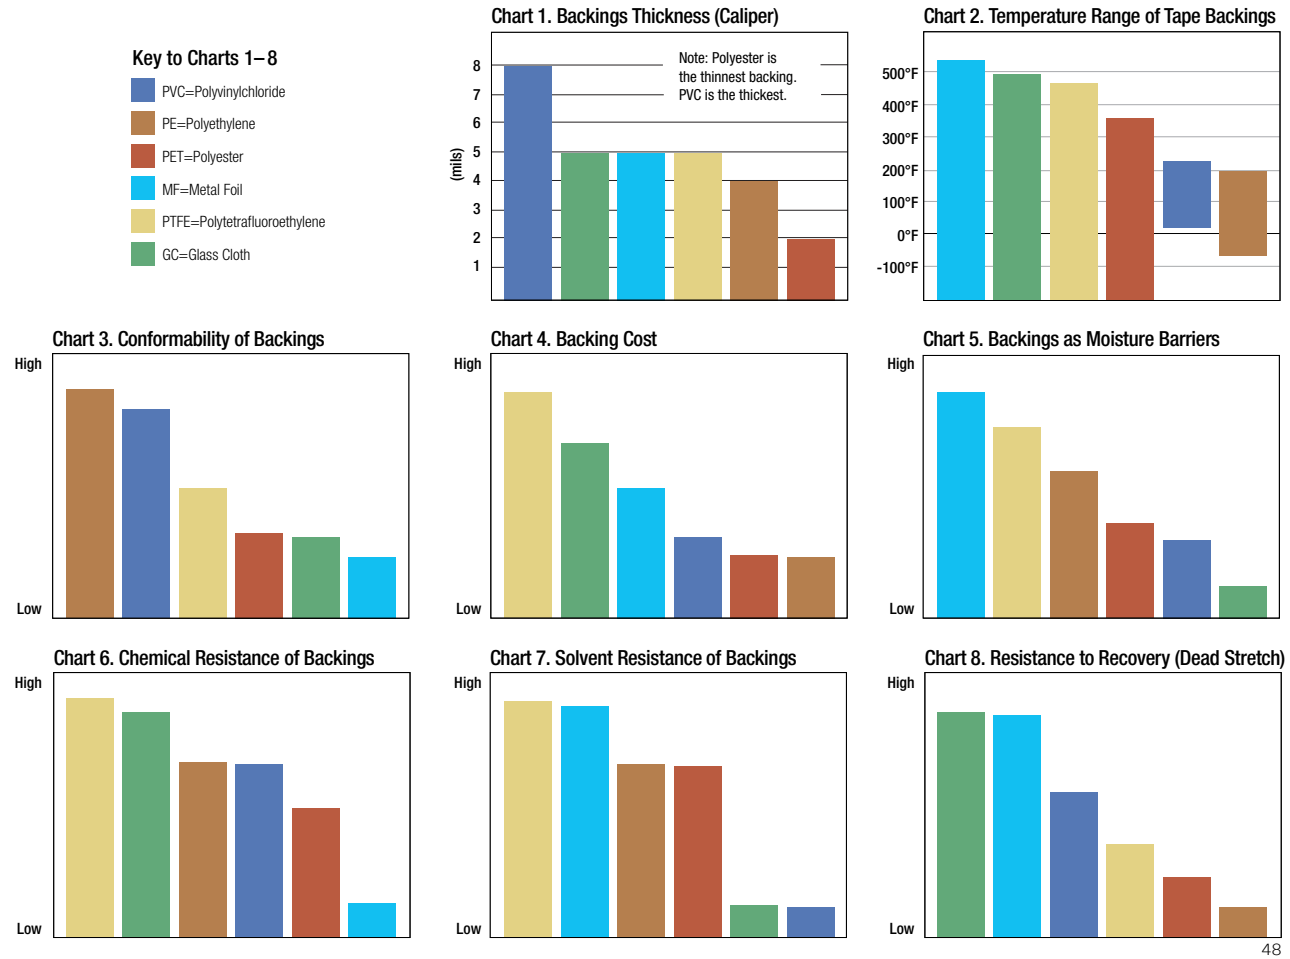 Key to Charts 1–8
PVC=Polyvinylchloride
PE=Polyethylene
PET=Polyester
MF=Metal Foil
PTFE=Polytetrafluoroethylene
GC=Glass Cloth
Chart 1. Backings Thickness (Caliper)
Note: Polyester is
the thinnest backing.
PVC is the thickest.
(mils)
8
7
6
5
4
3
2
1
Chart 2. Temperature Range of Tape Backings
500°F
400°F
300°F
200°F
100°F
0°F
-100°F
Chart 3. Conformability of Backings
High
Low
Chart 4. Backing Cost
High
Low
Chart 5. Backings as Moisture Barriers
High
Low
Chart 6. Chemical Resistance of Backings
High
Low
Chart 7. Solvent Resistance of Backings
High
Low
Chart 8. Resistance to Recovery (Dead Stretch)
High
Low
48